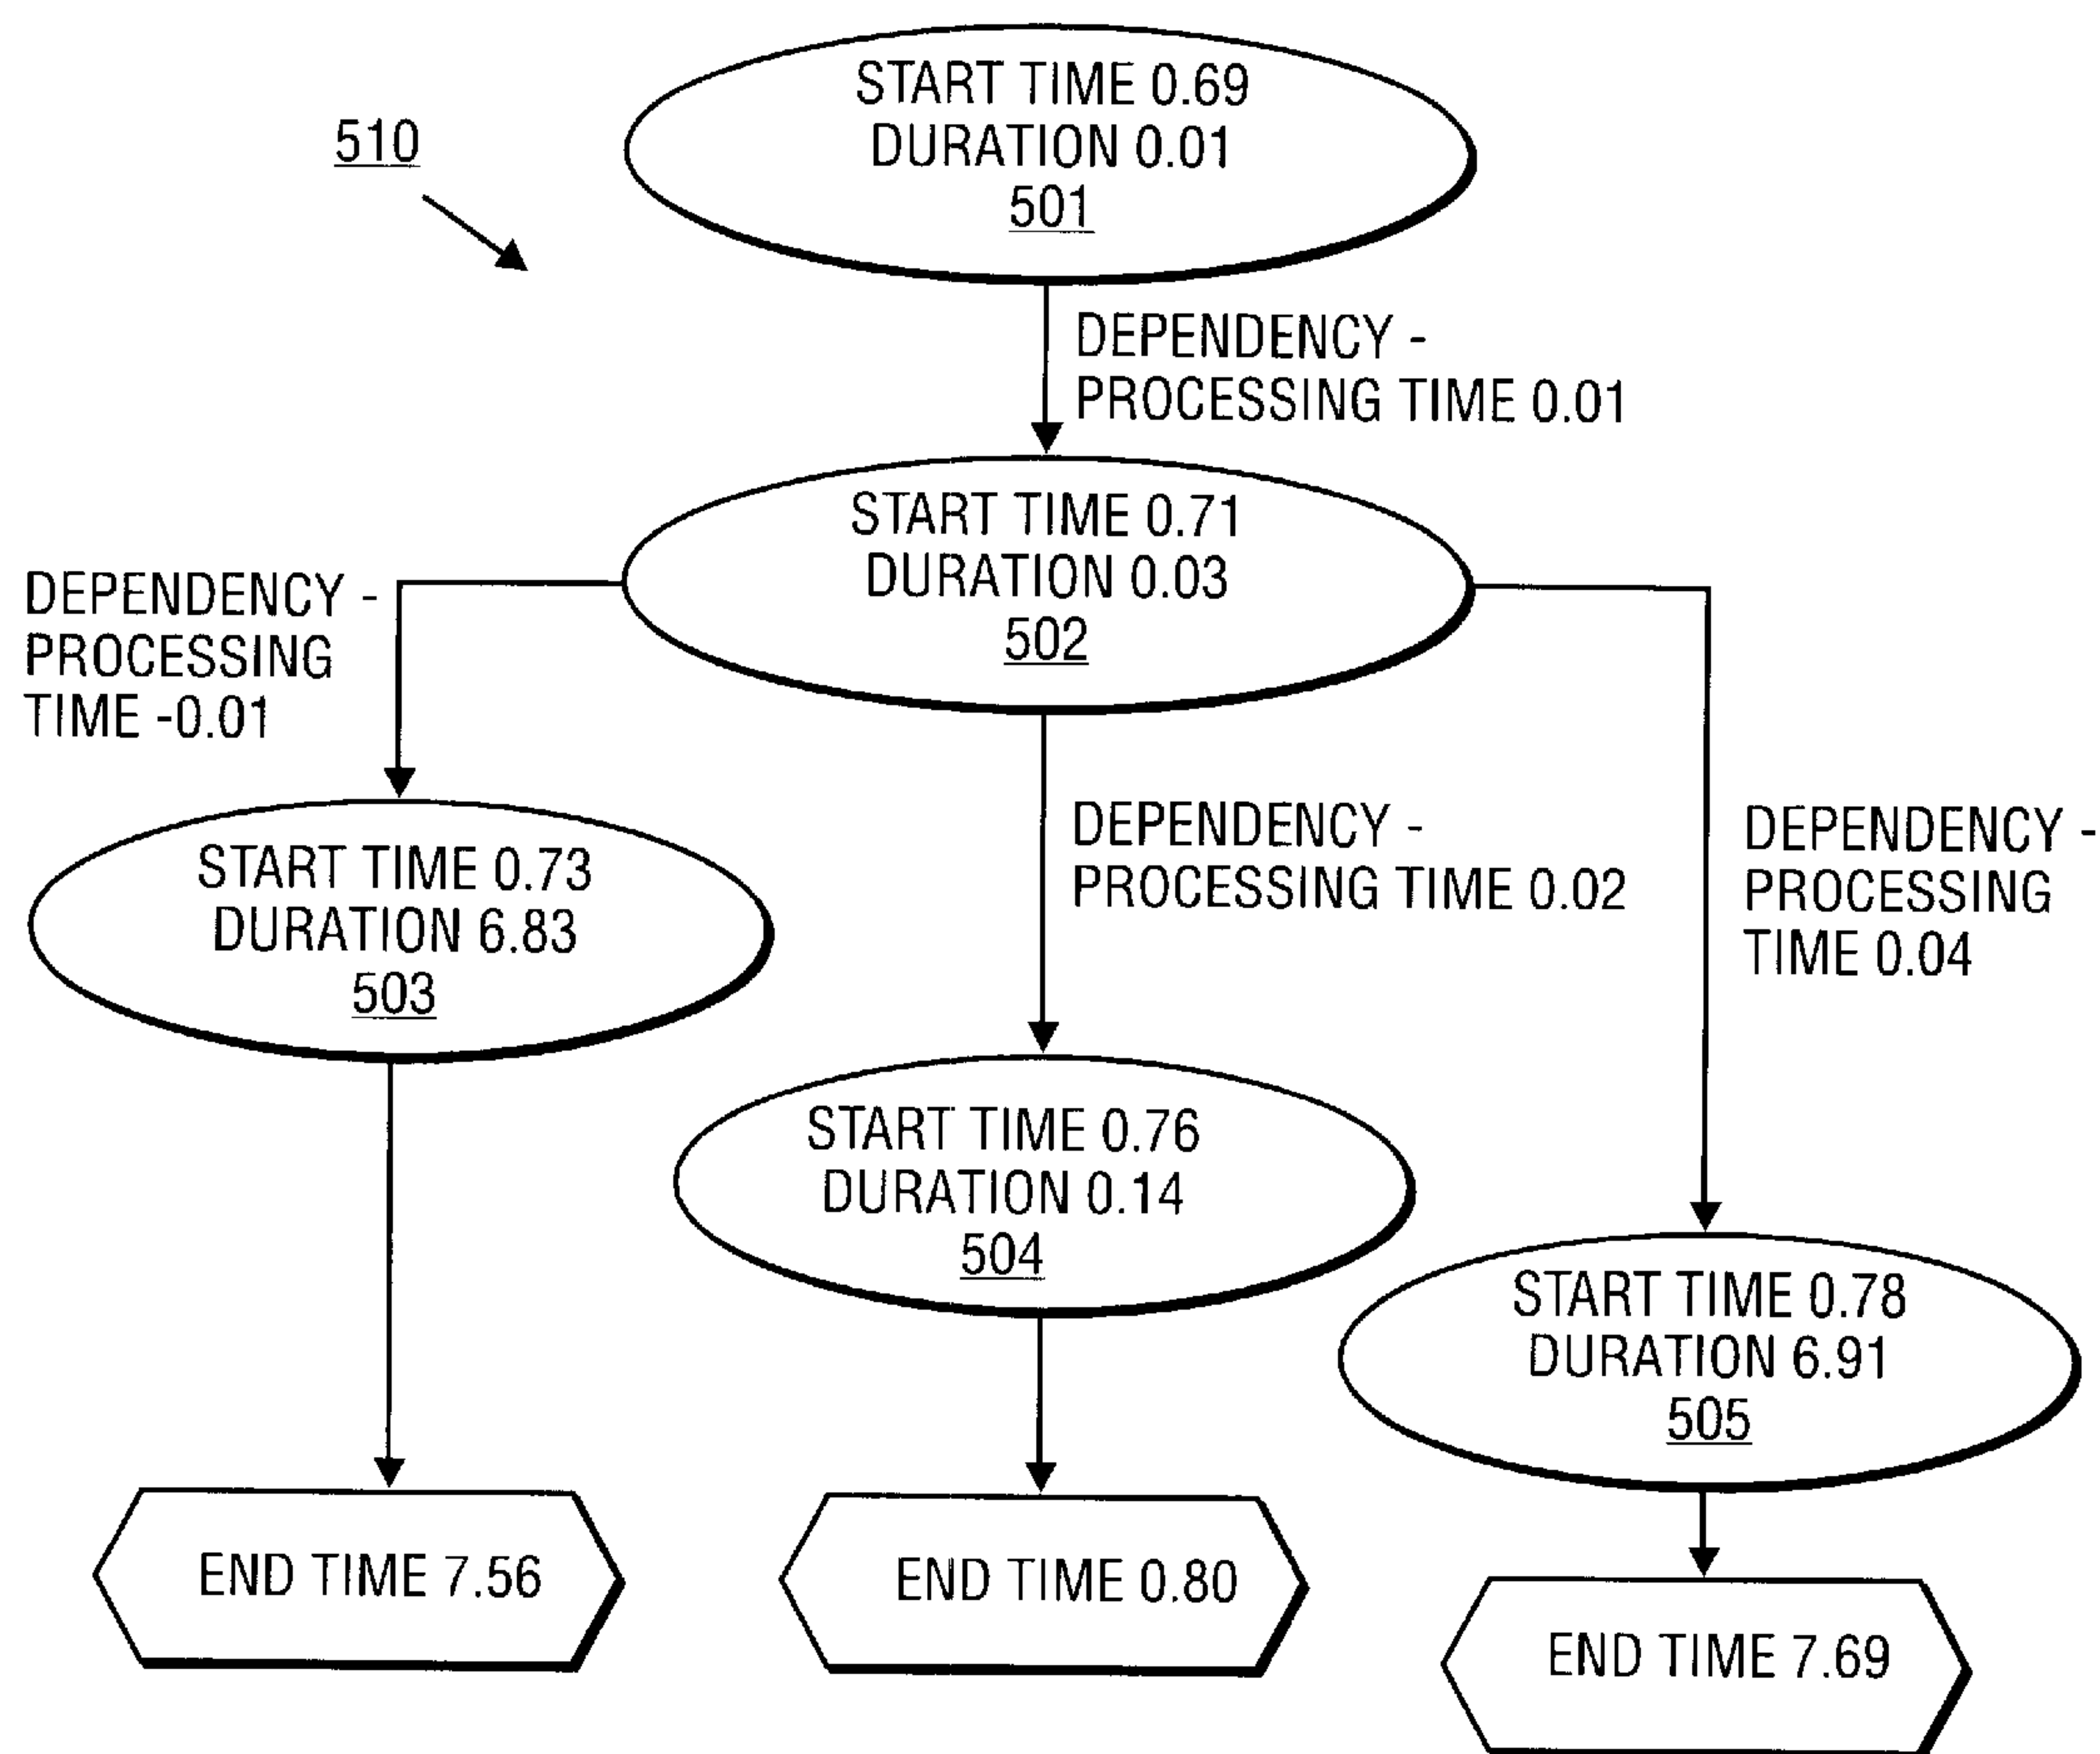 START TIME 0.69
DURATION 0.01
501
510
DEPENDENCY -
PROCESSING TIME 0.01
START TIME 0.71
DURATION 0.03
502
DEPENDENCY -
PROCESSING
TIME -0.01
DEPENDENCY -
PROCESSING TIME 0.02
DEPENDENCY -
PROCESSING
TIME 0.04
START TIME 0.73
DURATION 6.83
503
START TIME 0.76
DURATION 0.14
504
START TIME 0.78
DURATION 6.91
505
END TIME 7.56
END TIME 0.80
END TIME 7.69